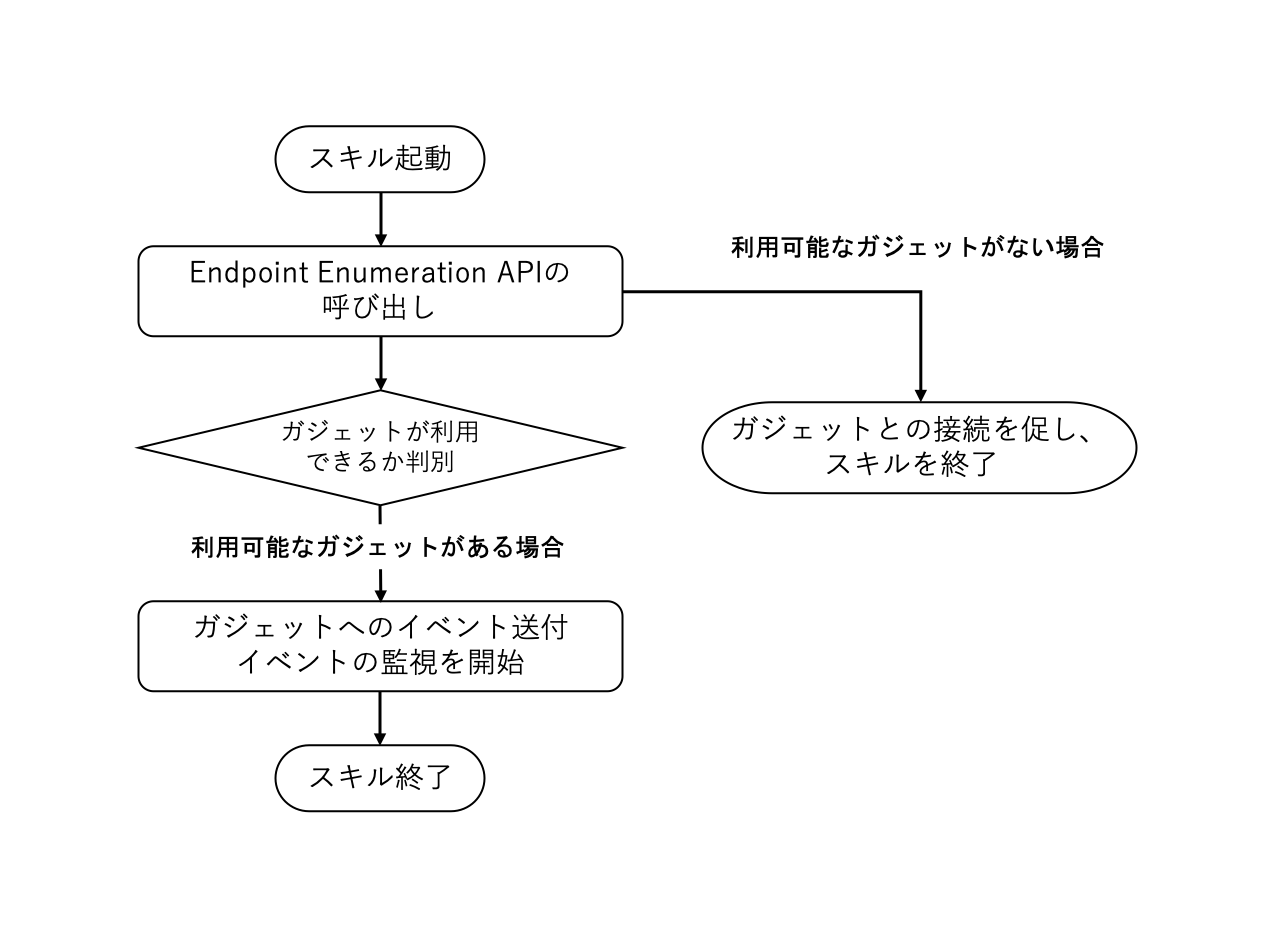 スキル起動
利用可能なガジェットがない場合
Endpoint Enumeration APIの
呼び出し
ガジェットが利用
できるか判別
ガジェットとの接続を促し、
スキルを終了
利用可能なガジェットがある場合
ガジェットへのイベント送付
イベントの監視を開始
スキル終了